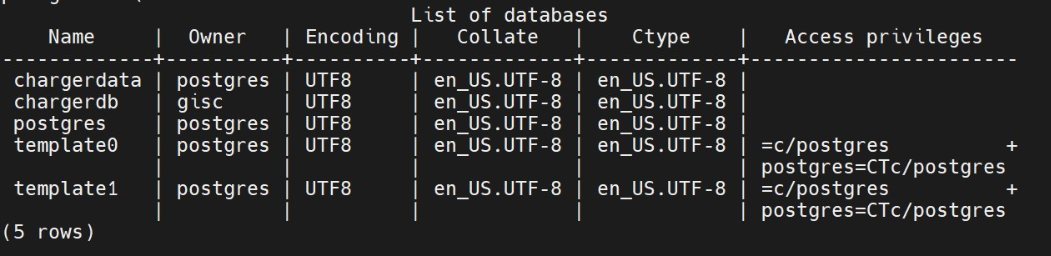 List of databases
Name | Owner | Encoding | Collate | Ctype | Access privileges
-------------+----------+----------+-------------+-------------+-----------------------
chargerdata | postgres | UTF8 | en_US.UTF-8 | en_US.UTF-8 |
chargerdb | gisc | UTF8 | en_US.UTF-8 | en_US.UTF-8 |
postgres | postgres | UTF8 | en_US.UTF-8 | en_US.UTF-8 |
template0 | postgres | UTF8 | en_US.UTF-8 | en_US.UTF-8 | =c/postgres +
| | | | | postgres=CTc/postgres
template1 | postgres | UTF8 | en_US.UTF-8 | en_US.UTF-8 | =c/postgres +
| | | | | postgres=CTc/postgres
(5 rows)